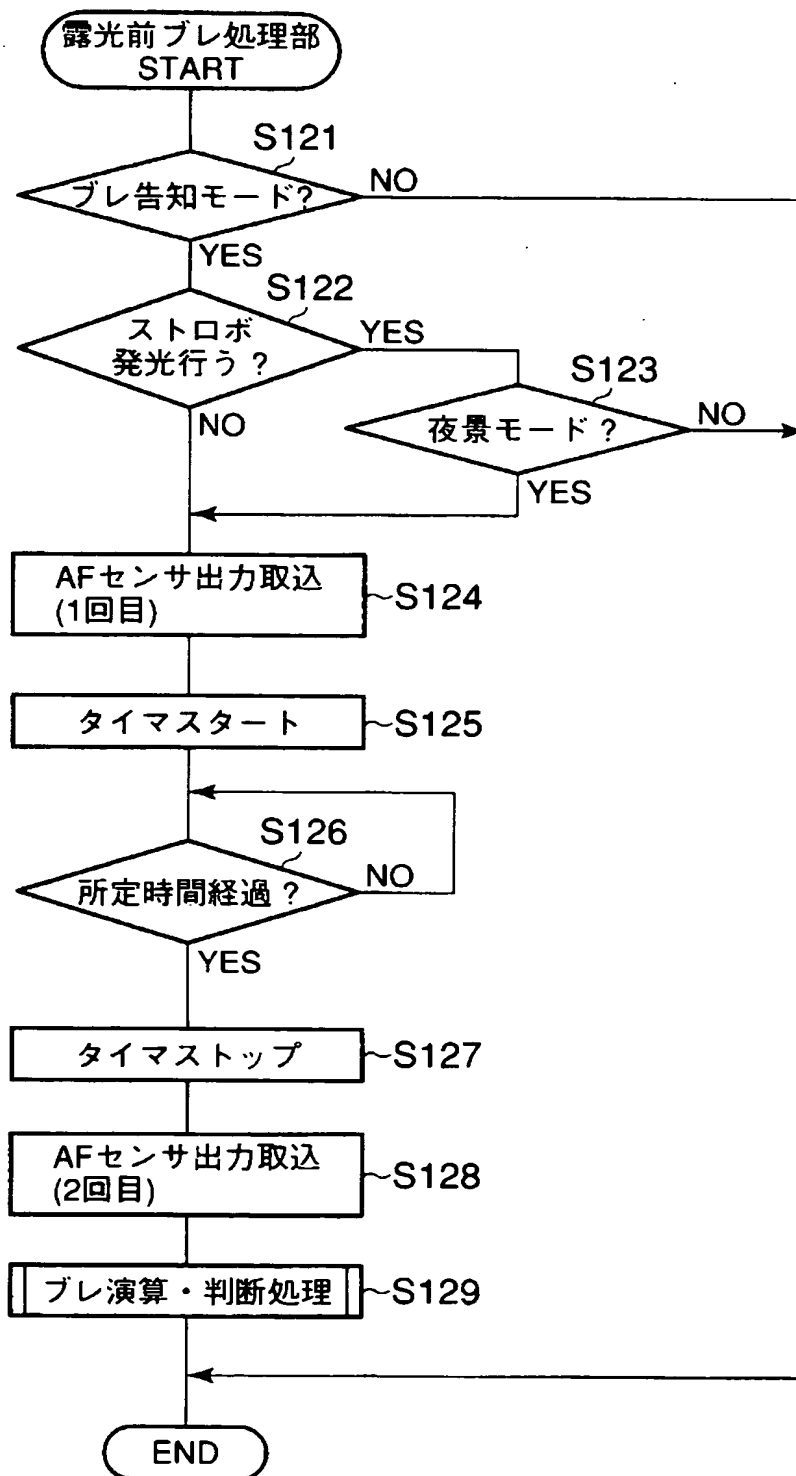 露光前ブレ処理部
START
S121
ブレ告知モード?
NO
YES
S122
ストロボ
発光行う?
YES
NO
S123
夜景モード?
NO
YES
AFセンサ出力取込
(1回目)
S124
タイマスタート
S125
S126
所定時間経過?
NO
YES
タイマストップ
S127
AFセンサ出力取込
(2回目)
S128
ブレ演算・判断処理
S129
END